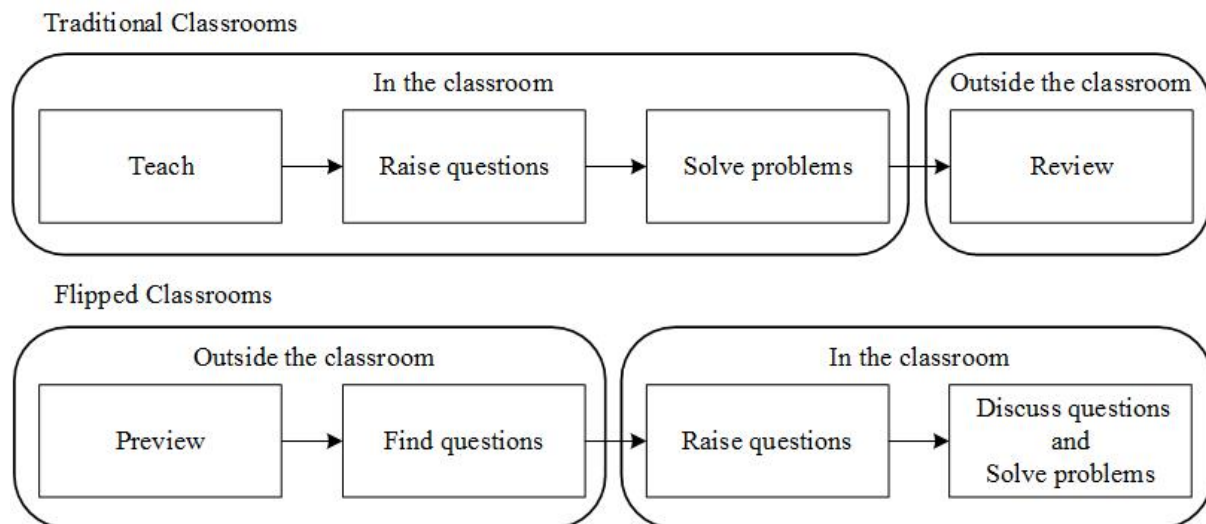 Traditional Classrooms
In the classroom
Outside the classroom
Teach
Raise questions
Solve problems
Review
Flipped Classrooms
Outside the classroom
In the classroom
Preview
Find questions
Raise questions
Discuss questions
and
Solve problems